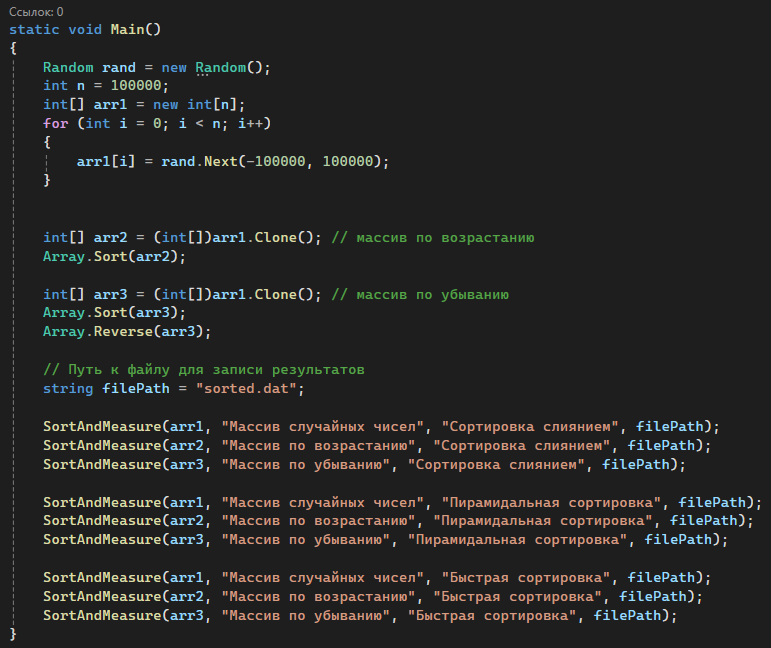 Ссылок: 0
static void Main()
{
    Random rand = new Random();
    int n = 100000;
    int[] arr1 = new int[n];
    for (int i = 0; i < n; i++)
    {
        arr1[i] = rand.Next(-100000, 100000);
    }
    int[] arr2 = (int[])arr1.Clone(); // массив по возрастанию
    Array.Sort(arr2);
    int[] arr3 = (int[])arr1.Clone(); // массив по убыванию
    Array.Sort(arr3);
    Array.Reverse(arr3);
    // Путь к файлу для записи результатов
    string filePath = "sorted.dat";
    SortAndMeasure(arr1, "Массив случайных чисел", "Сортировка слиянием", filePath);
    SortAndMeasure(arr2, "Массив по возрастанию", "Сортировка слиянием", filePath);
    SortAndMeasure(arr3, "Массив по убыванию", "Сортировка слиянием", filePath);
    SortAndMeasure(arr1, "Массив случайных чисел", "Пирамидальная сортировка", filePath);
    SortAndMeasure(arr2, "Массив по возрастанию", "Пирамидальная сортировка", filePath);
    SortAndMeasure(arr3, "Массив по убыванию", "Пирамидальная сортировка", filePath);
    SortAndMeasure(arr1, "Массив случайных чисел", "Быстрая сортировка", filePath);
    SortAndMeasure(arr2, "Массив по возрастанию", "Быстрая сортировка", filePath);
    SortAndMeasure(arr3, "Массив по убыванию", "Быстрая сортировка", filePath);
}